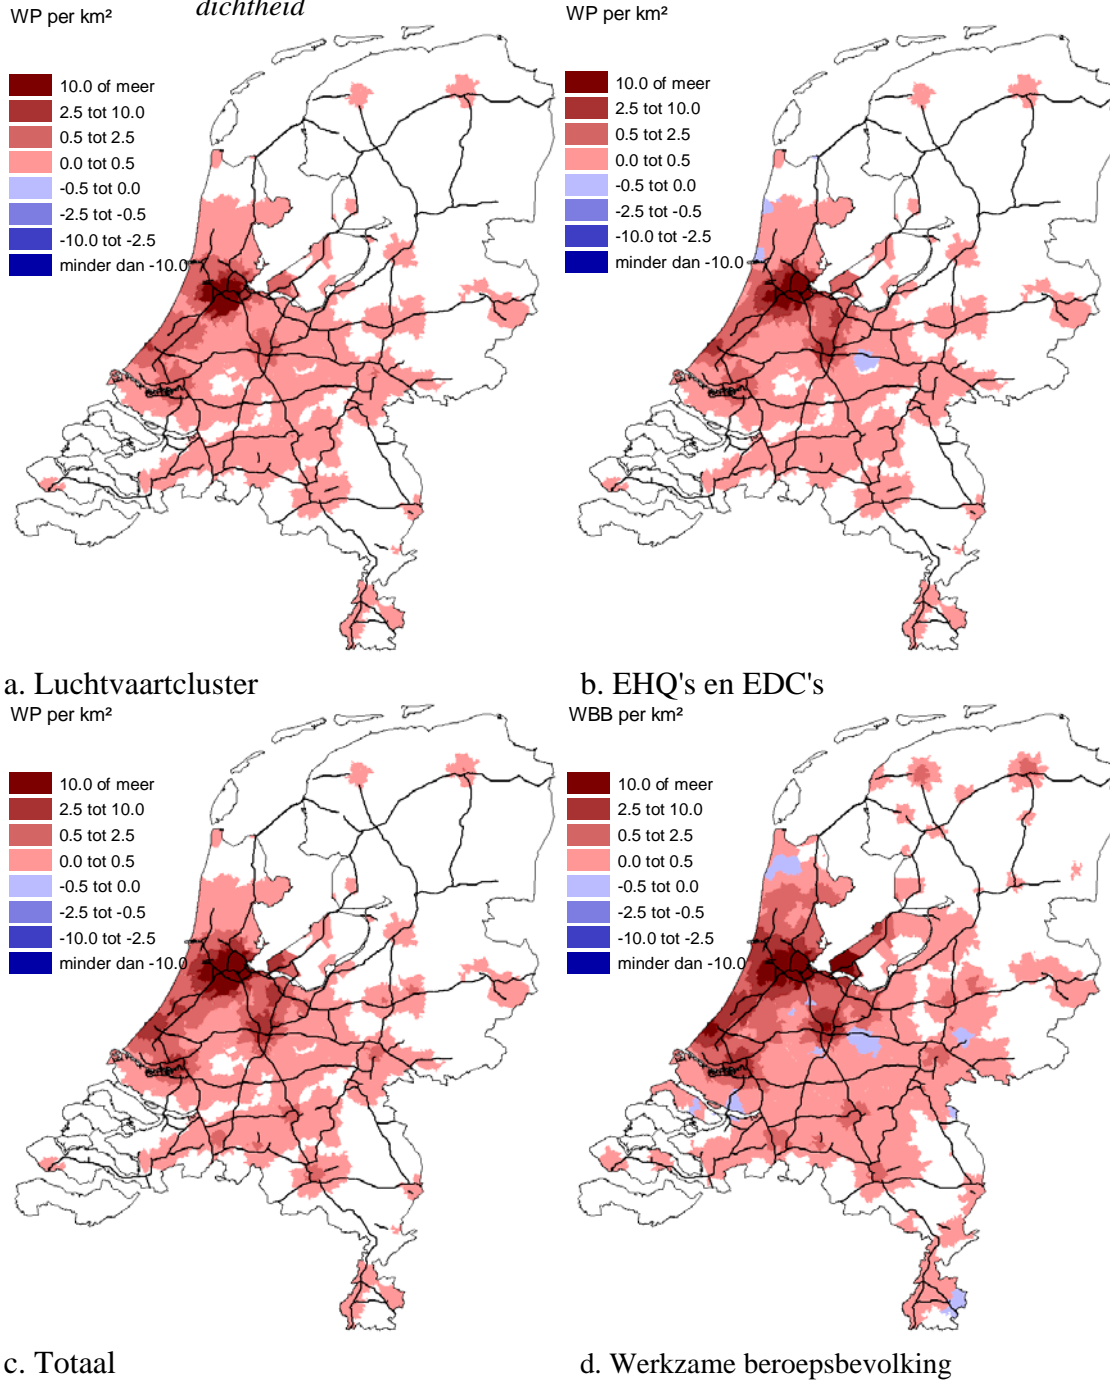 dichtheid
WP per km²
10.0 of meer
2.5 tot 10.0
0.5 tot 2.5
0.0 tot 0.5
-0.5 tot 0.0
-2.5 tot -0.5
-10.0 tot -2.5
minder dan -10.0
WP per km²
10.0 of meer
2.5 tot 10.0
0.5 tot 2.5
0.0 tot 0.5
-0.5 tot 0.0
-2.5 tot -0.5
-10.0 tot -2.5
minder dan -10.0
a. Luchtvaartcluster
b. EHQ's en EDC's
WP per km²
10.0 of meer
2.5 tot 10.0
0.5 tot 2.5
0.0 tot 0.5
-0.5 tot 0.0
-2.5 tot -0.5
-10.0 tot -2.5
minder dan -10.0
WBB per km²
10.0 of meer
2.5 tot 10.0
0.5 tot 2.5
0.0 tot 0.5
-0.5 tot 0.0
-2.5 tot -0.5
-10.0 tot -2.5
minder dan -10.0
c. Totaal
d. Werkzame beroepsbevolking